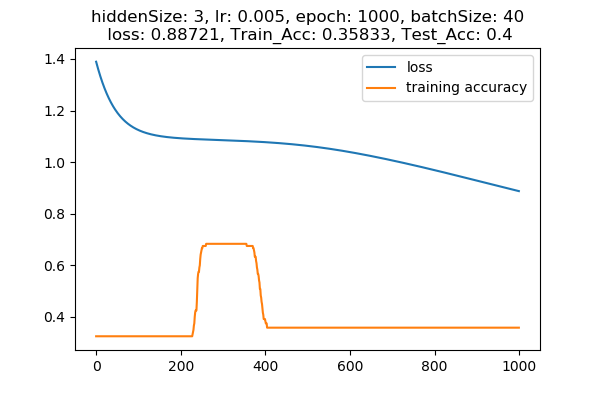 hiddenSize: 3, lr: 0.005, epoch: 1000, batchSize: 40
loss: 0.88721, Train_Acc: 0.35833, Test_Acc: 0.4
loss
training accuracy
1.4
1.2
1.0
0.8
0.6
0.4
0 200 400 600 800 1000